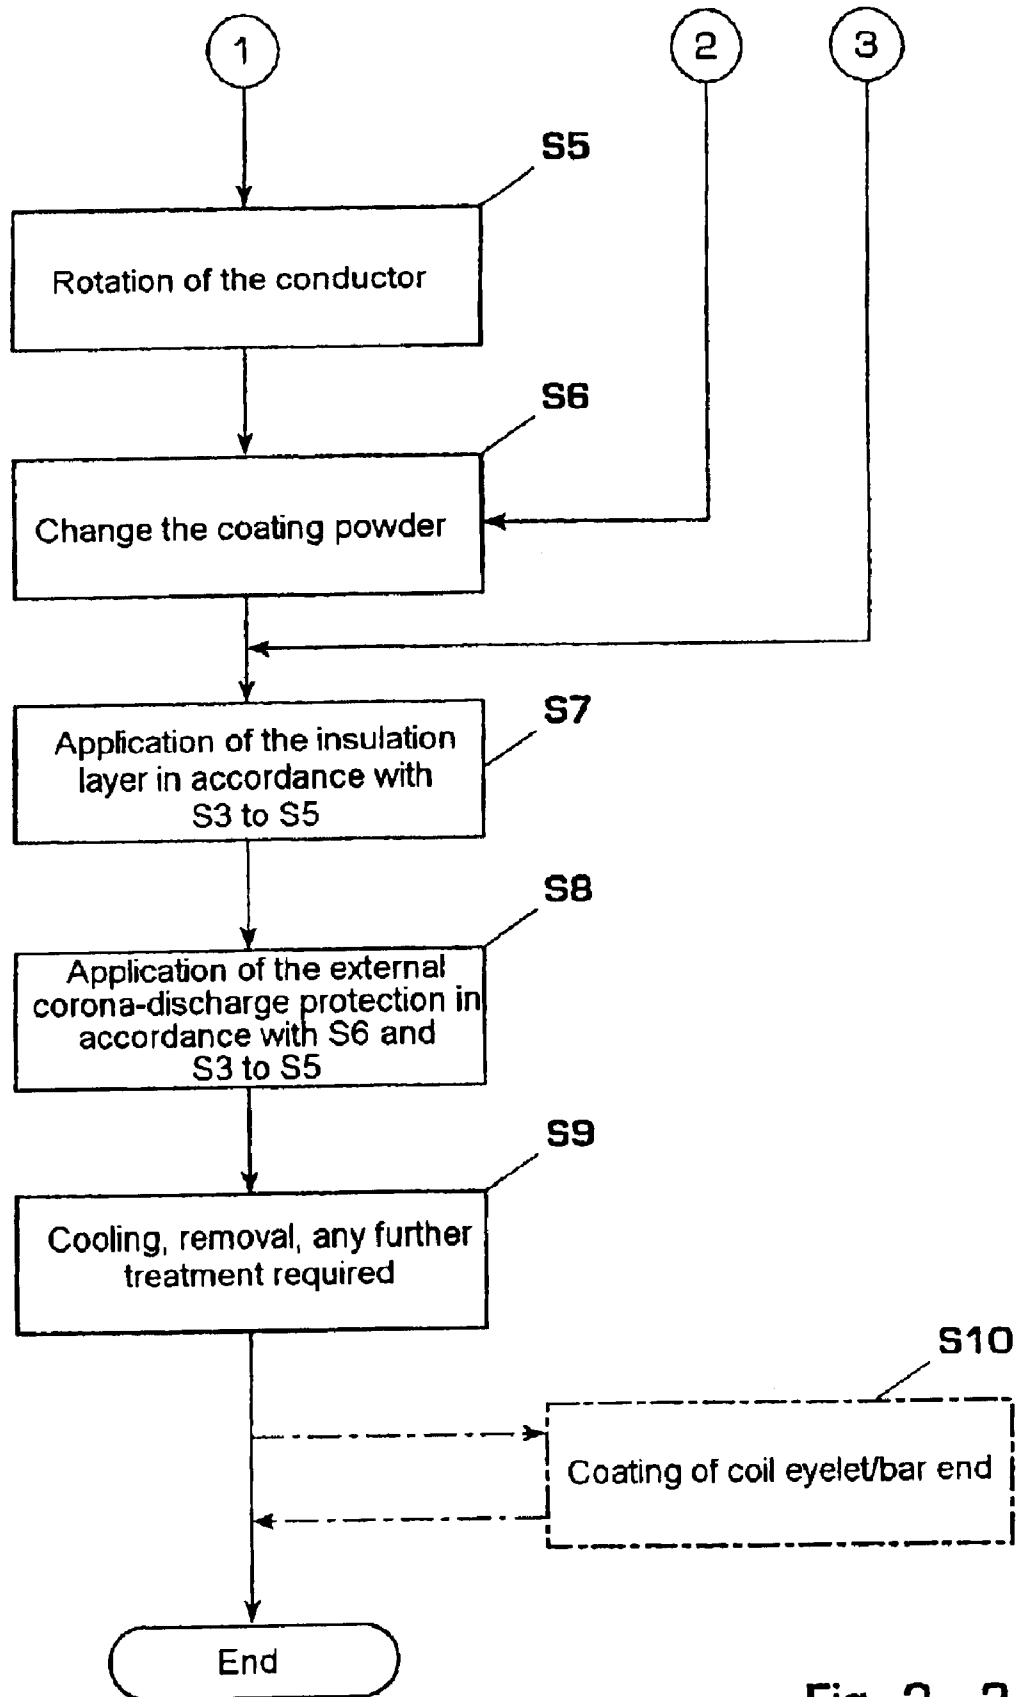 1
2
3
S5
Rotation of the conductor
S6
Change the coating powder
S7
Application of the insulation
layer in accordance with
S3 to S5
S8
Application of the external
corona-discharge protection in
accordance with S6 and
S3 to S5
S9
Cooling, removal, any further
treatment required
S10
Coating of coil eyelet/bar end
End
Fig.